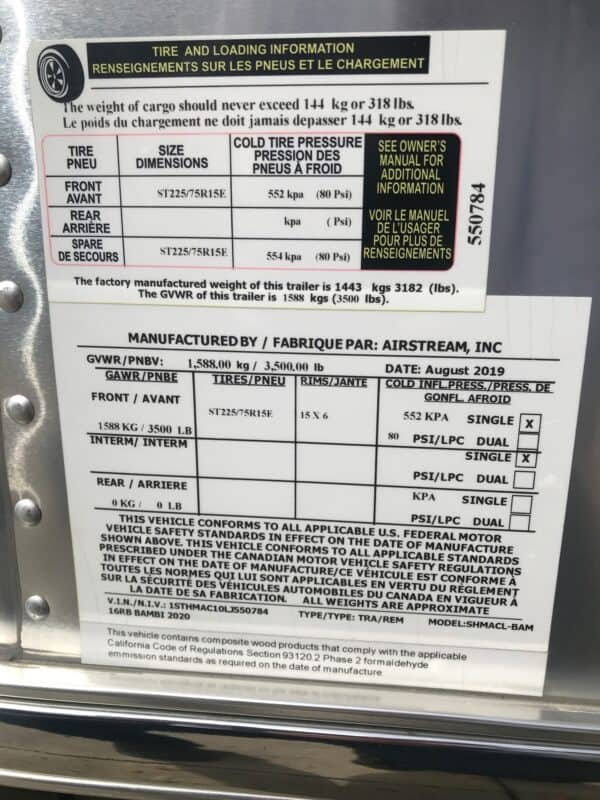 TIRE AND LOADING INFORMATION
RENSEIGNEMENTS SUR LES PNEUS ET LE CHARGEMENT
The weight of cargo should never exceed 144 kg or 318 lbs.
Le poids du chargement ne doit jamais depasser 144 kg or 318 lbs.
TIRE PNEU
SIZE DIMENSIONS
COLD TIRE PRESSURE
PRESSION DES
PNEUS À FROID
SEE OWNER'S
MANUAL FOR
ADDITIONAL
INFORMATION
VOIR LE MANUEL
DE L'USAGER
POUR PLUS DE
RENSEIGNEMENTS
FRONT AVANT ST225/75R15E 552 kpa (80 Psi)
REAR ARRIÈRE kpa ( Psi)
SPARE DE SECOURS ST225/75R15E 554 kpa (80 Psi)
550784
The factory manufactured weight of this trailer is 1443 kgs 3182 (lbs).
The GVWR of this trailer is 1588 kgs (3500 lbs).
MANUFACTURED BY / FABRIQUE PAR: AIRSTREAM, INC
GVWR/PNBV: 1,588.00 kg / 3,500.00 lb DATE: August 2019
GAWR/PNBE TIRES/PNEU RIMS/JANTE COLD INFL.PRESS./PRESS. DE
GONFL. AFROID
FRONT / AVANT
ST225/75R15E 15 X 6 552 KPA SINGLE X
1588 KG / 3500 LB 80 PSI/LPC DUAL
INTERM/ INTERM SINGLE X
PSI/LPC DUAL
REAR / ARRIERE KPA SINGLE
0 KG / 0 LB PSI/LPC DUAL
THIS VEHICLE CONFORMS TO ALL APPLICABLE U.S. FEDERAL MOTOR
VEHICLE SAFETY STANDARDS IN EFFECT ON THE DATE OF MANUFACTURE
SHOWN ABOVE. THIS VEHICLE CONFORMS TO ALL APPLICABLE STANDARDS
PRESCRIBED UNDER THE CANADIAN MOTOR VEHICLE SAFETY REGULATIONS
IN EFFECT ON THE DATE OF MANUFACTURE/CE VÉHICULE EST CONFORME À
TOUTES LES NORMES QUI LUI SONT APPLICABLES EN VERTU DU RÉGLEMENT
SUR LA SÉCURITÉ DES VÉHICULES AUTOMOBILES DU CANADA EN VIGUEUR À
LA DATE DE SA FABRICATION. ALL WEIGHTS ARE APPROXIMATE
V.I.N./N.I.V.: 1STHMAC10LJ550784 TYPE/TYPE: TRA/REM MODEL:SHMACL-BAM
16RB BAMBI 2020
This vehicle contains composite wood products that comply with the applicable
California Code of Regulations Section 93120.2 Phase 2 formaldehyde
emmission standards as required on the date of manufacture